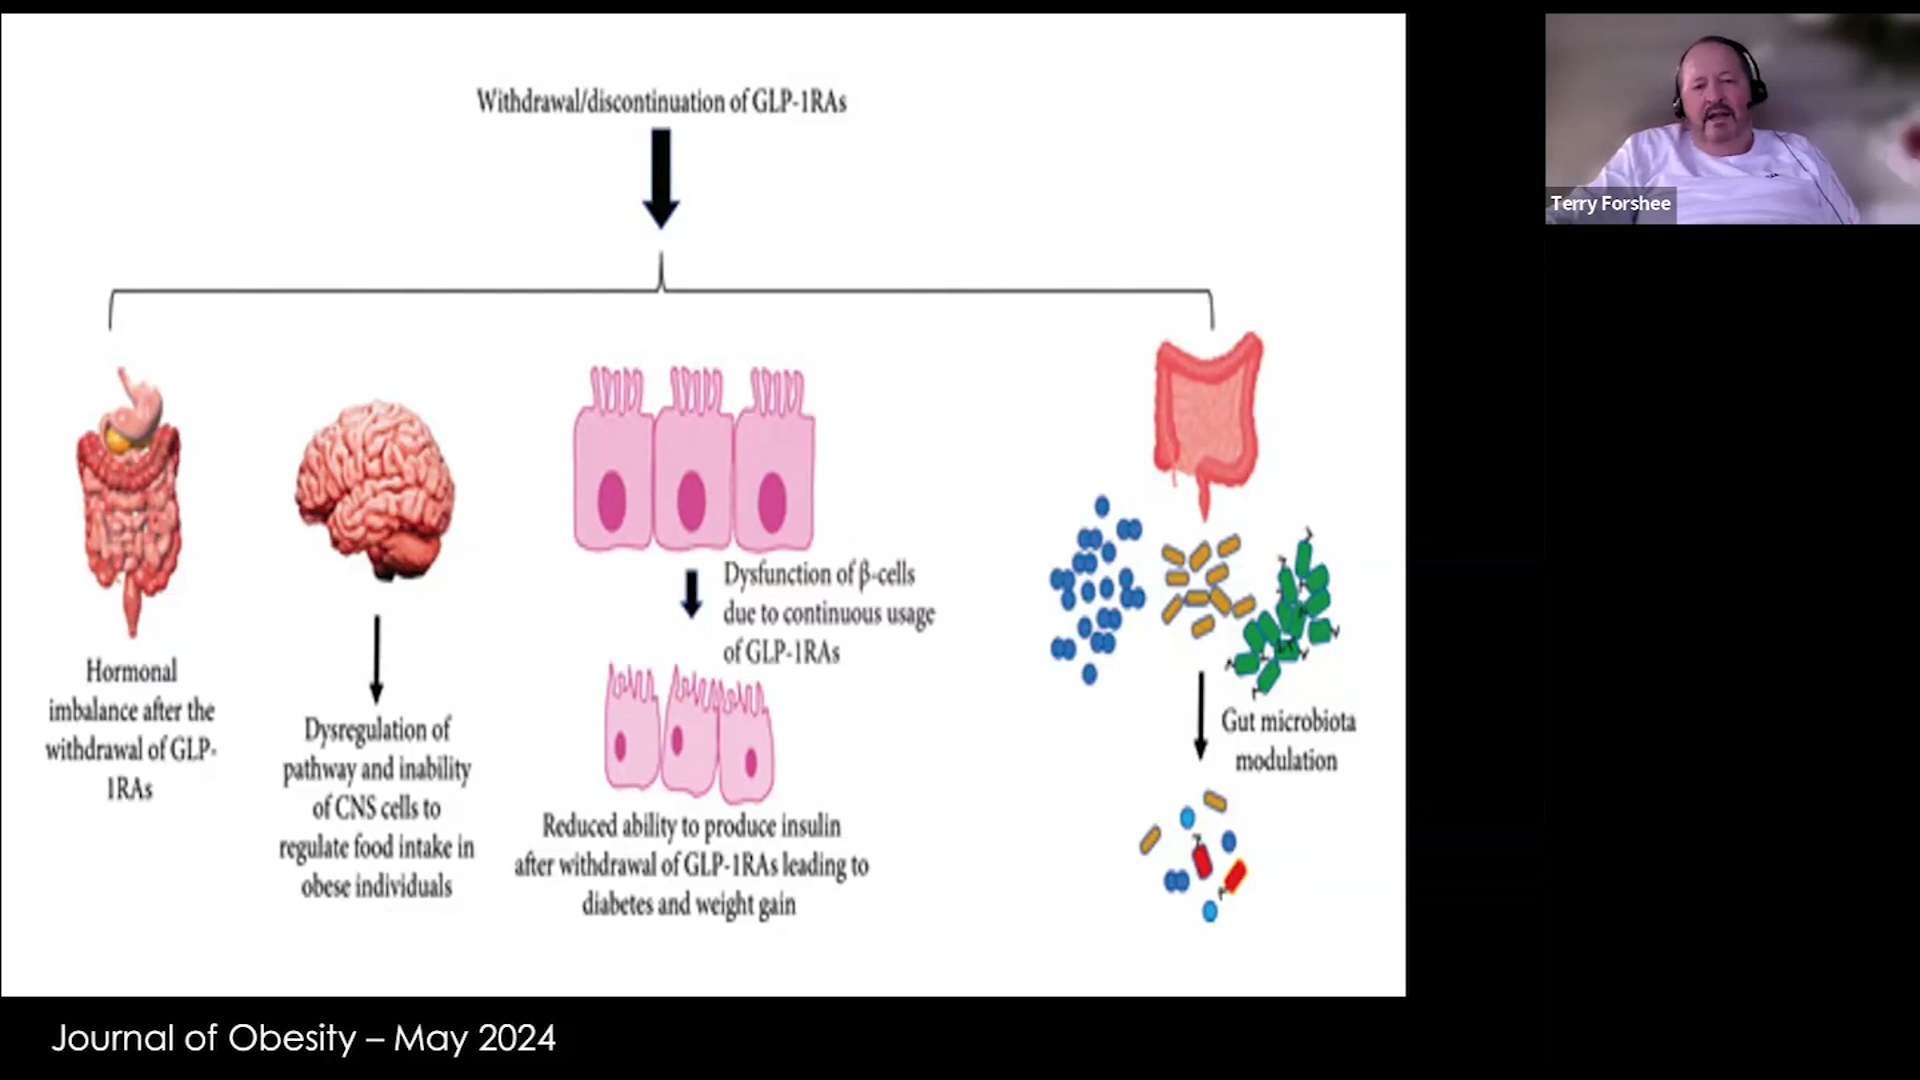 Withdrawal/discontinuation of GLP-1RAs
Hormonal
imbalance after the
withdrawal of GLP-
1RAs
Dysregulation of
pathway and inability
of CNS cells to
regulate food intake in
obese individuals
Dysfunction of β-cells
due to continuous usage
of GLP-1RAs
Reduced ability to produce insulin
after withdrawal of GLP-1RAs leading to
diabetes and weight gain
Gut microbiota
modulation
Journal of Obesity – May 2024
Terry Forshee